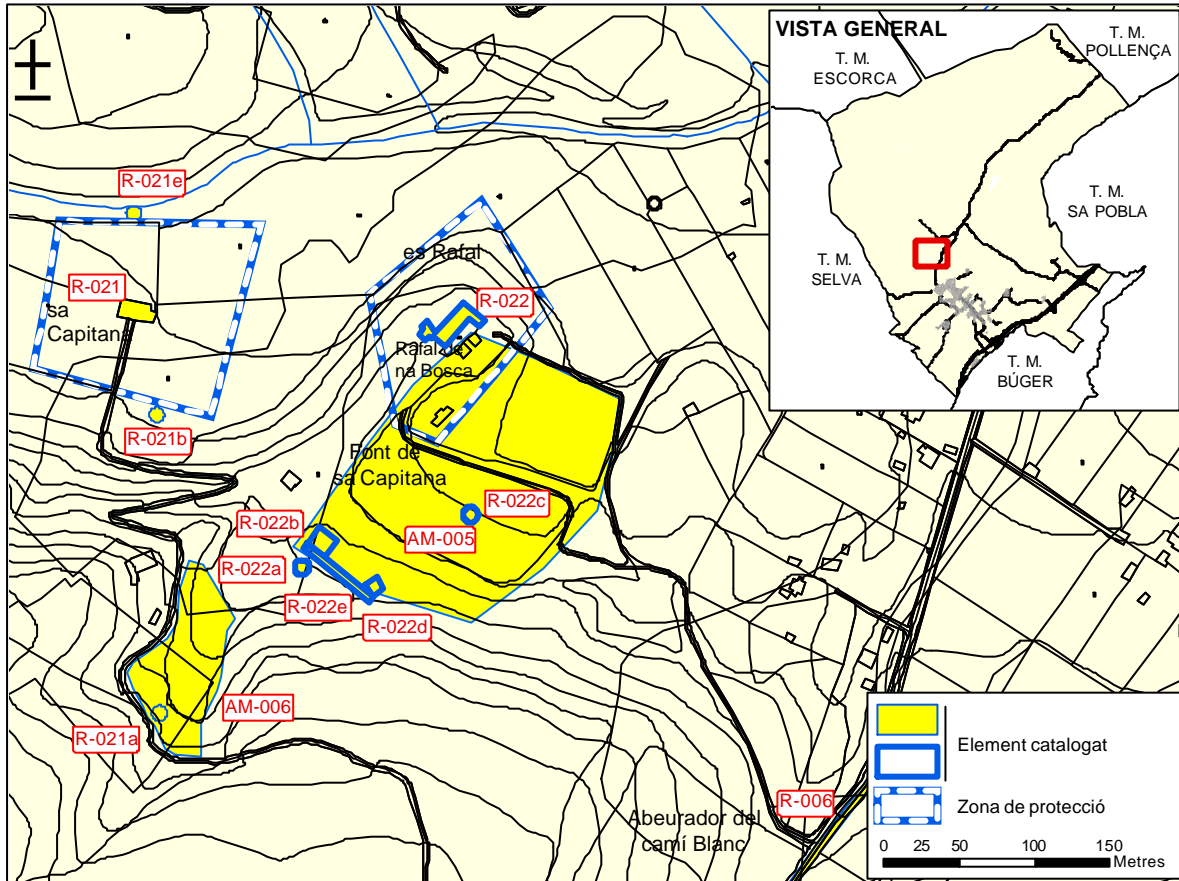 VISTA GENERAL
T. M.
POLLENÇA
T. M.
ESCORCA
T. M.
SA POBLA
T. M.
SELVA
T. M.
BÚGER
R-021e
es Rafal
R-021
sa
Capitana
R-022
Rafal de
na Bosca
R-021b
Font de
sa Capitana
R-022c
R-022b
AM-005
R-022a
R-022e
R-022d
AM-006
R-021a
R-006
Abeurador del
camí Blanc
Element catalogat
Zona de protecció
0 25 50 100 150
Metres